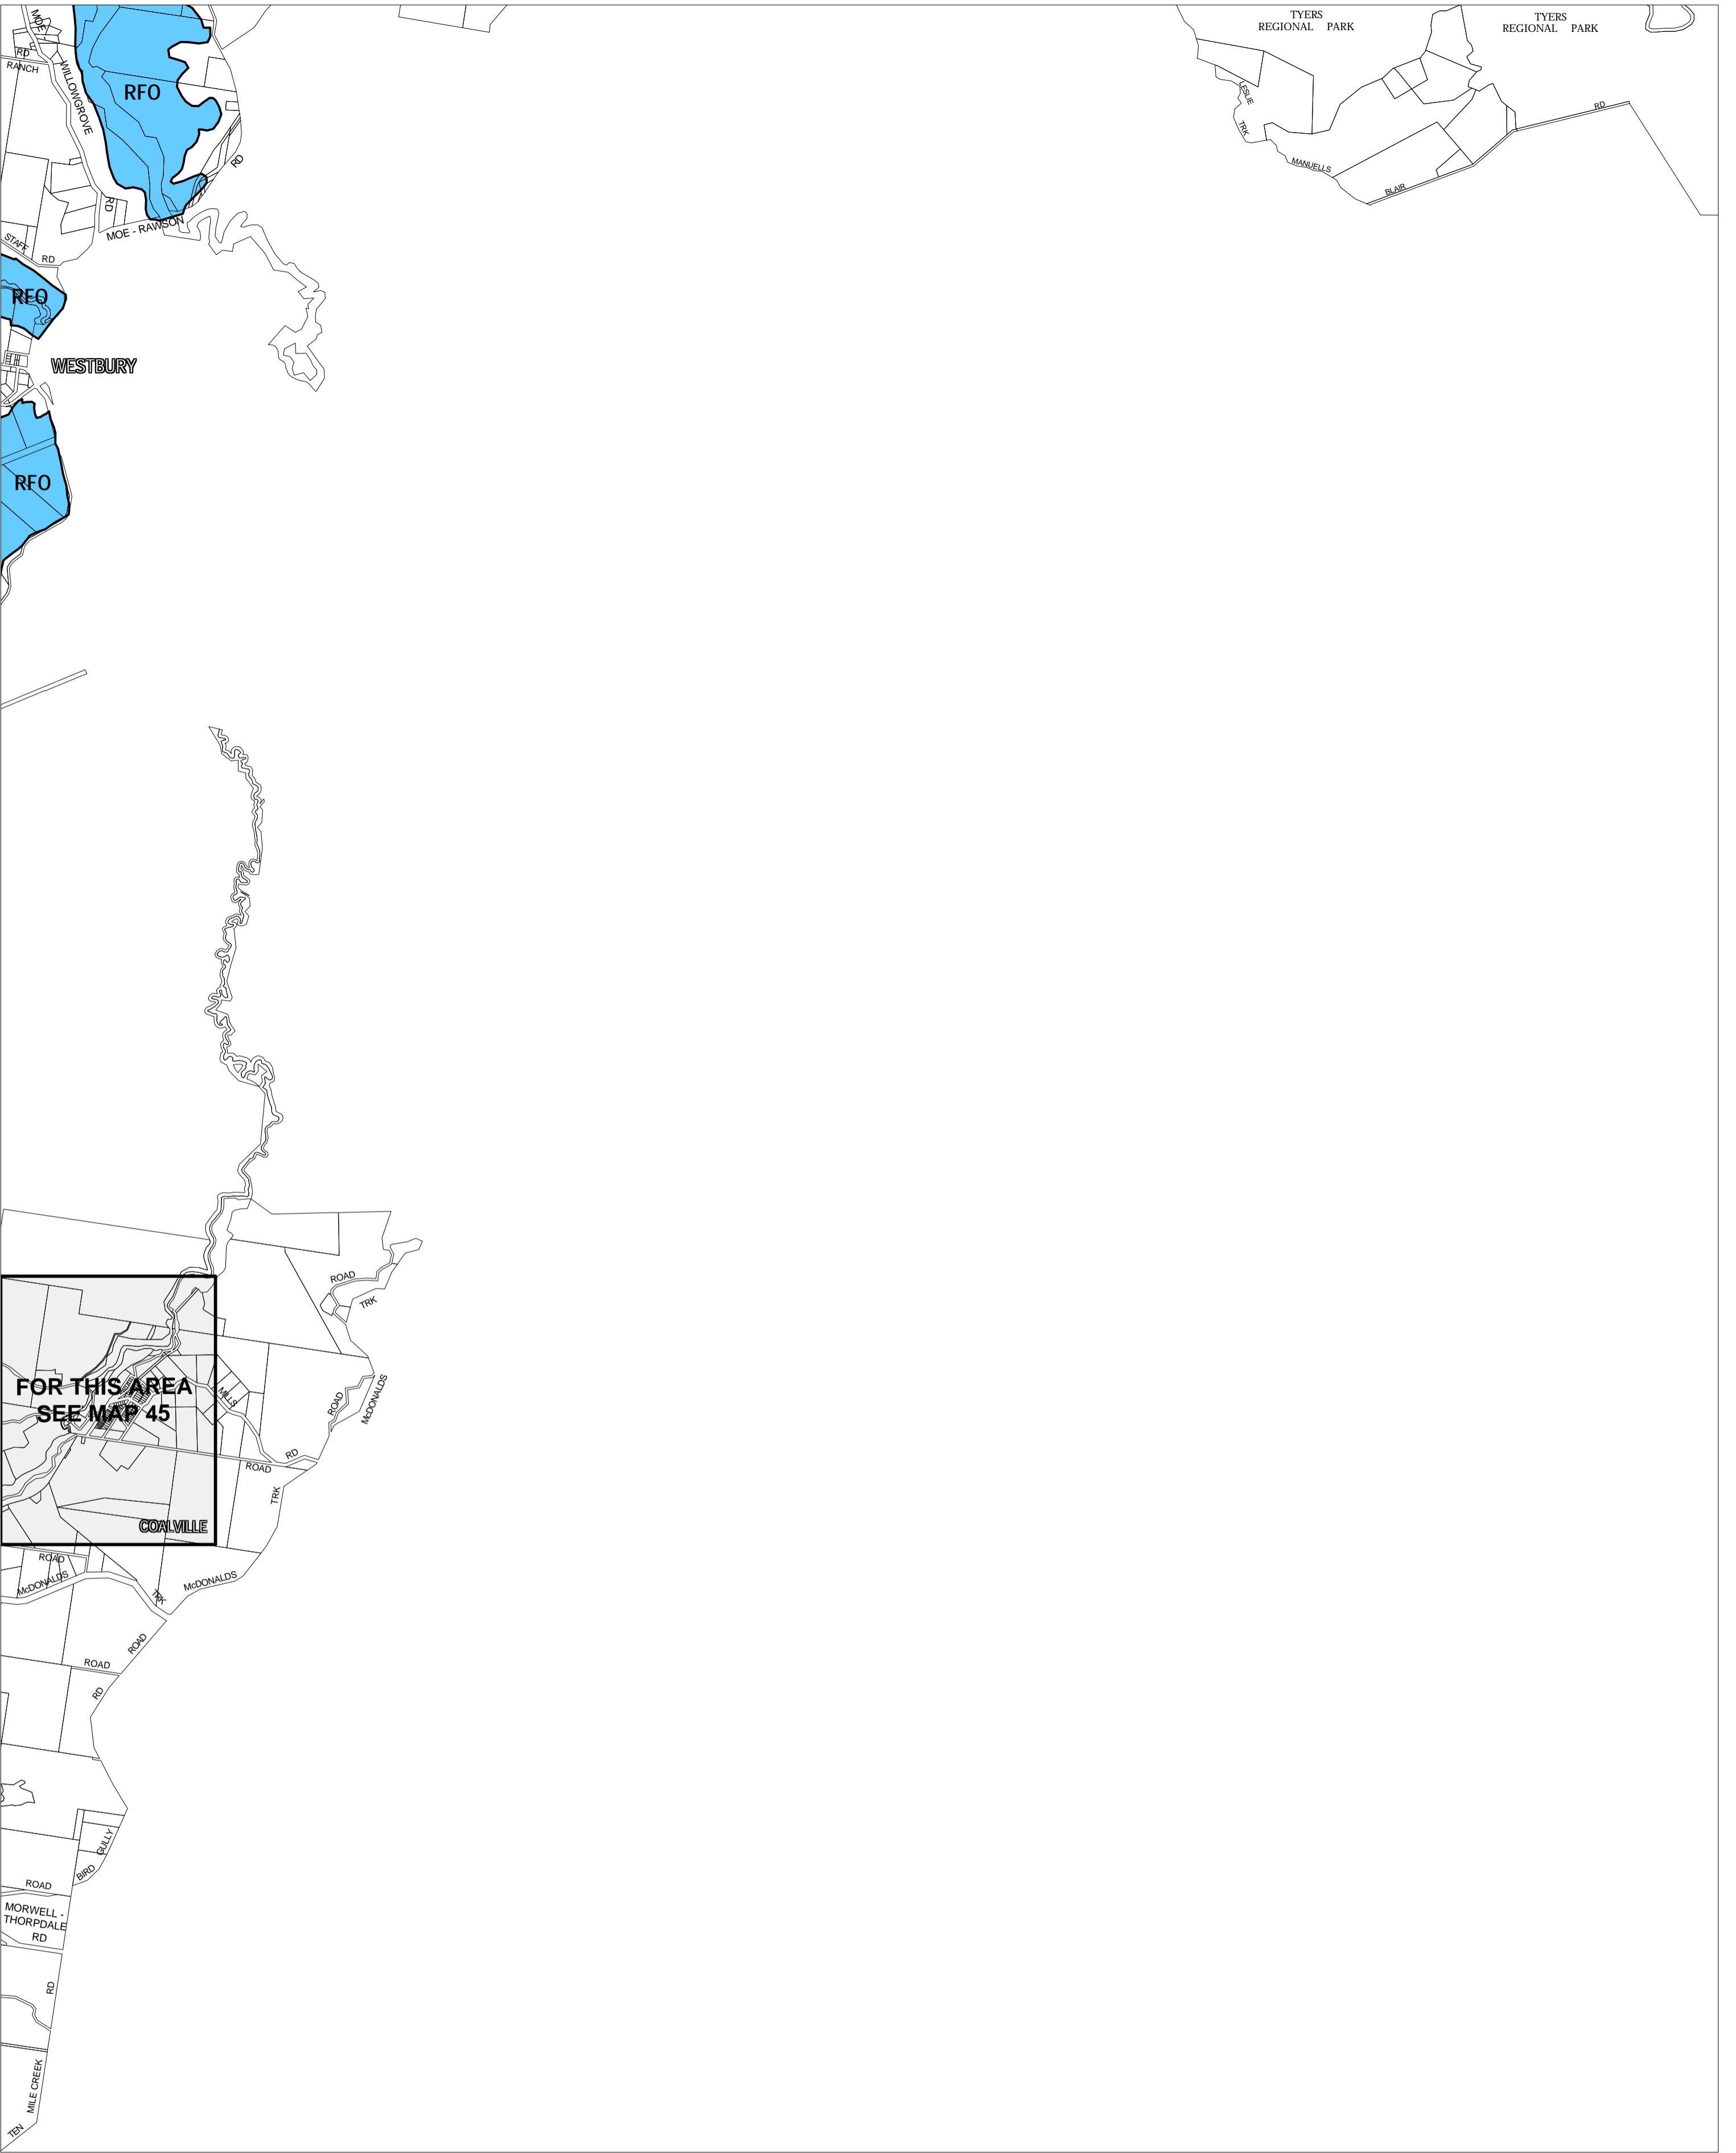 TYERS
REGIONAL PARK
TYERS
REGIONAL PARK
MOE -
WILLOWGROVE
RD
RD
RANCH
RFO
RD
MOE - RAWSON
STAFF
RD
RFO
WESTBURY
RFO
LESLIE
TRK
MANUELLS
BLAIR
RD
ROAD
TRK
FOR THIS AREA
SEE MAP 45
MILLS
ROAD
McDONALDS
RD
ROAD
TRK
COALVILLE
ROAD
McDONALDS
TRK
McDONALDS
ROAD
ROAD
RD
GULLY
BIRD
ROAD
MORWELL -
THORPDALE
RD
RD
MILE CREEK
TEN